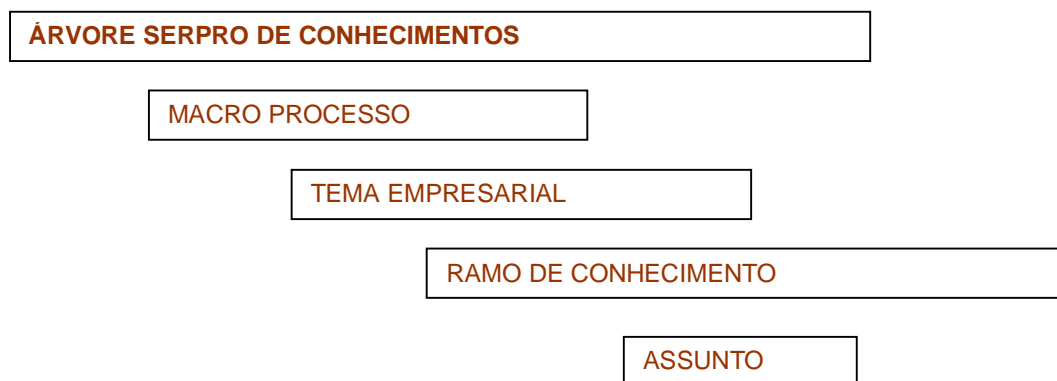 ÁRVORE SERPRO DE CONHECIMENTOS
MACRO PROCESSO
TEMA EMPRESARIAL
RAMO DE CONHECIMENTO
ASSUNTO